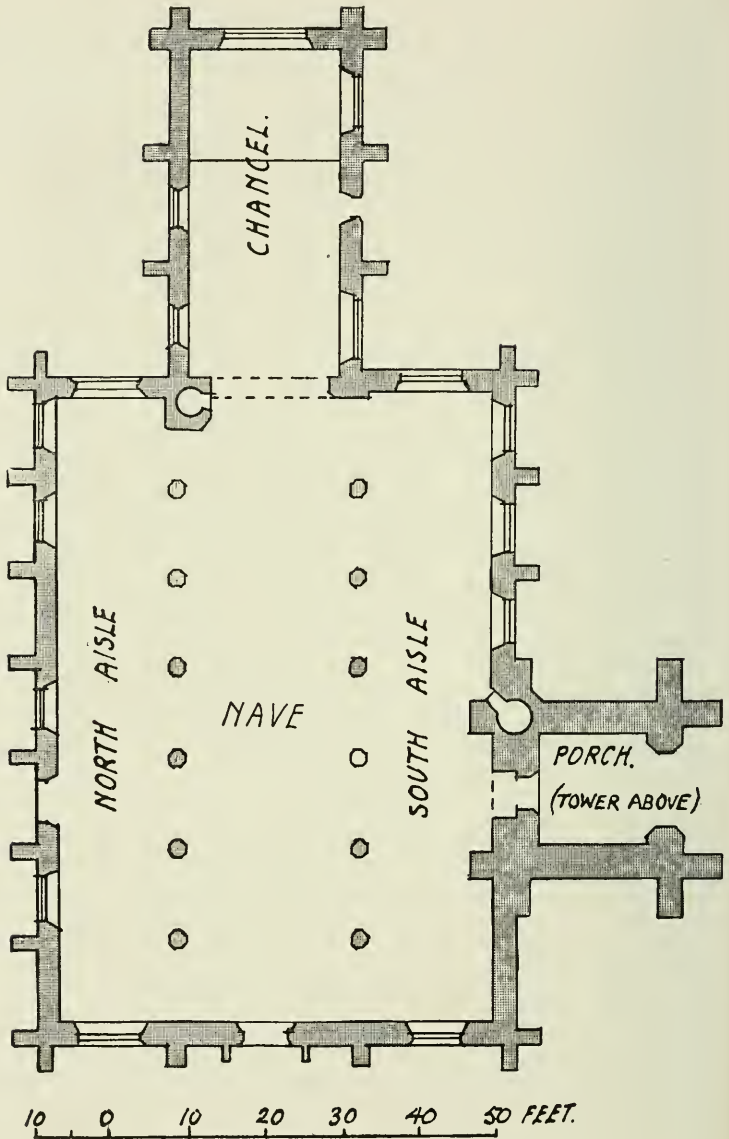 CHANCEL.
NORTH AISLE
NAVE
SOUTH AISLE
PORCH.
(TOWER ABOVE)
10 0 10 20 30 40 50 FEET.